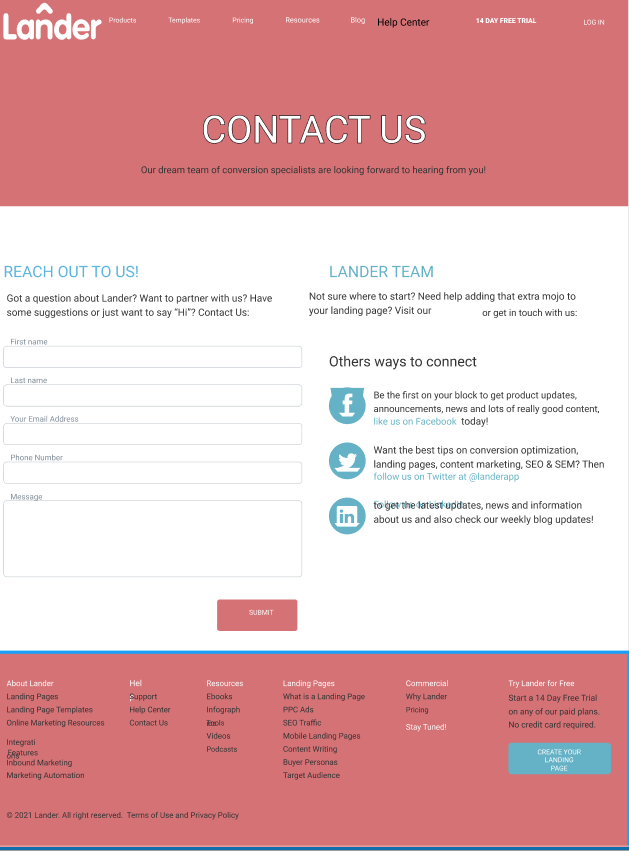 Lander
Products Templates Pricing Resources Blog Help Center 14 DAY FREE TRIAL LOG IN
CONTACT US
Our dream team of conversion specialists are looking forward to hearing from you!
REACH OUT TO US!
Got a question about Lander? Want to partner with us? Have
some suggestions or just want to say “Hi”? Contact Us:
First name
Last name
Your Email Address
Phone Number
Message
SUBMIT
LANDER TEAM
Not sure where to start? Need help adding that extra mojo to
your landing page? Visit our or get in touch with us:
Others ways to connect
Be the first on your block to get product updates,
announcements, news and lots of really good content,
like us on Facebook today!
Want the best tips on conversion optimization,
landing pages, content marketing, SEO & SEM? Then
follow us on Twitter at @landerapp
to get the latest updates, news and information
about us and also check our weekly blog updates!
About Lander
Landing Pages
Landing Page Templates
Online Marketing Resources
Integrati
Features
Inbound Marketing
Marketing Automation
Hel
Support
Help Center
Contact Us
Resources
Ebooks
Infograph
Tools
Videos
Podcasts
Landing Pages
What is a Landing Page
PPC Ads
SEO Traffic
Mobile Landing Pages
Content Writing
Buyer Personas
Target Audience
Commercial
Why Lander
Pricing
Stay Tuned!
Try Lander for Free
Start a 14 Day Free Trial
on any of our paid plans.
No credit card required.
CREATE YOUR
LANDING
PAGE
© 2021 Lander. All right reserved. Terms of Use and Privacy Policy